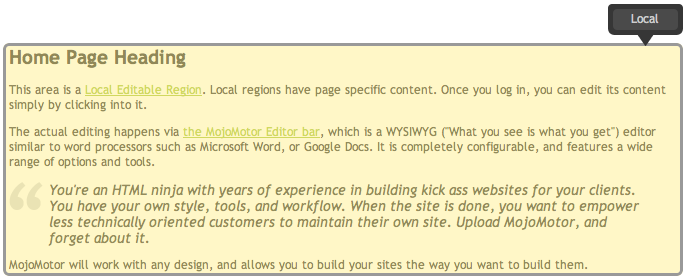 Local
Home Page Heading
This area is a Local Editable Region. Local regions have page specific content. Once you log in, you can edit its content
simply by clicking into it.
The actual editing happens via the MojoMotor Editor bar, which is a WYSIWYG ("What you see is what you get") editor
similar to word processors such as Microsoft Word, or Google Docs. It is completely configurable, and features a wide
range of options and tools.
“ You're an HTML ninja with years of experience in building kick ass websites for your clients.
You have your own style, tools, and workflow. When the site is done, you want to empower
less technically oriented customers to maintain their own site. Upload MojoMotor, and
forget about it.
MojoMotor will work with any design, and allows you to build your sites the way you want to build them.